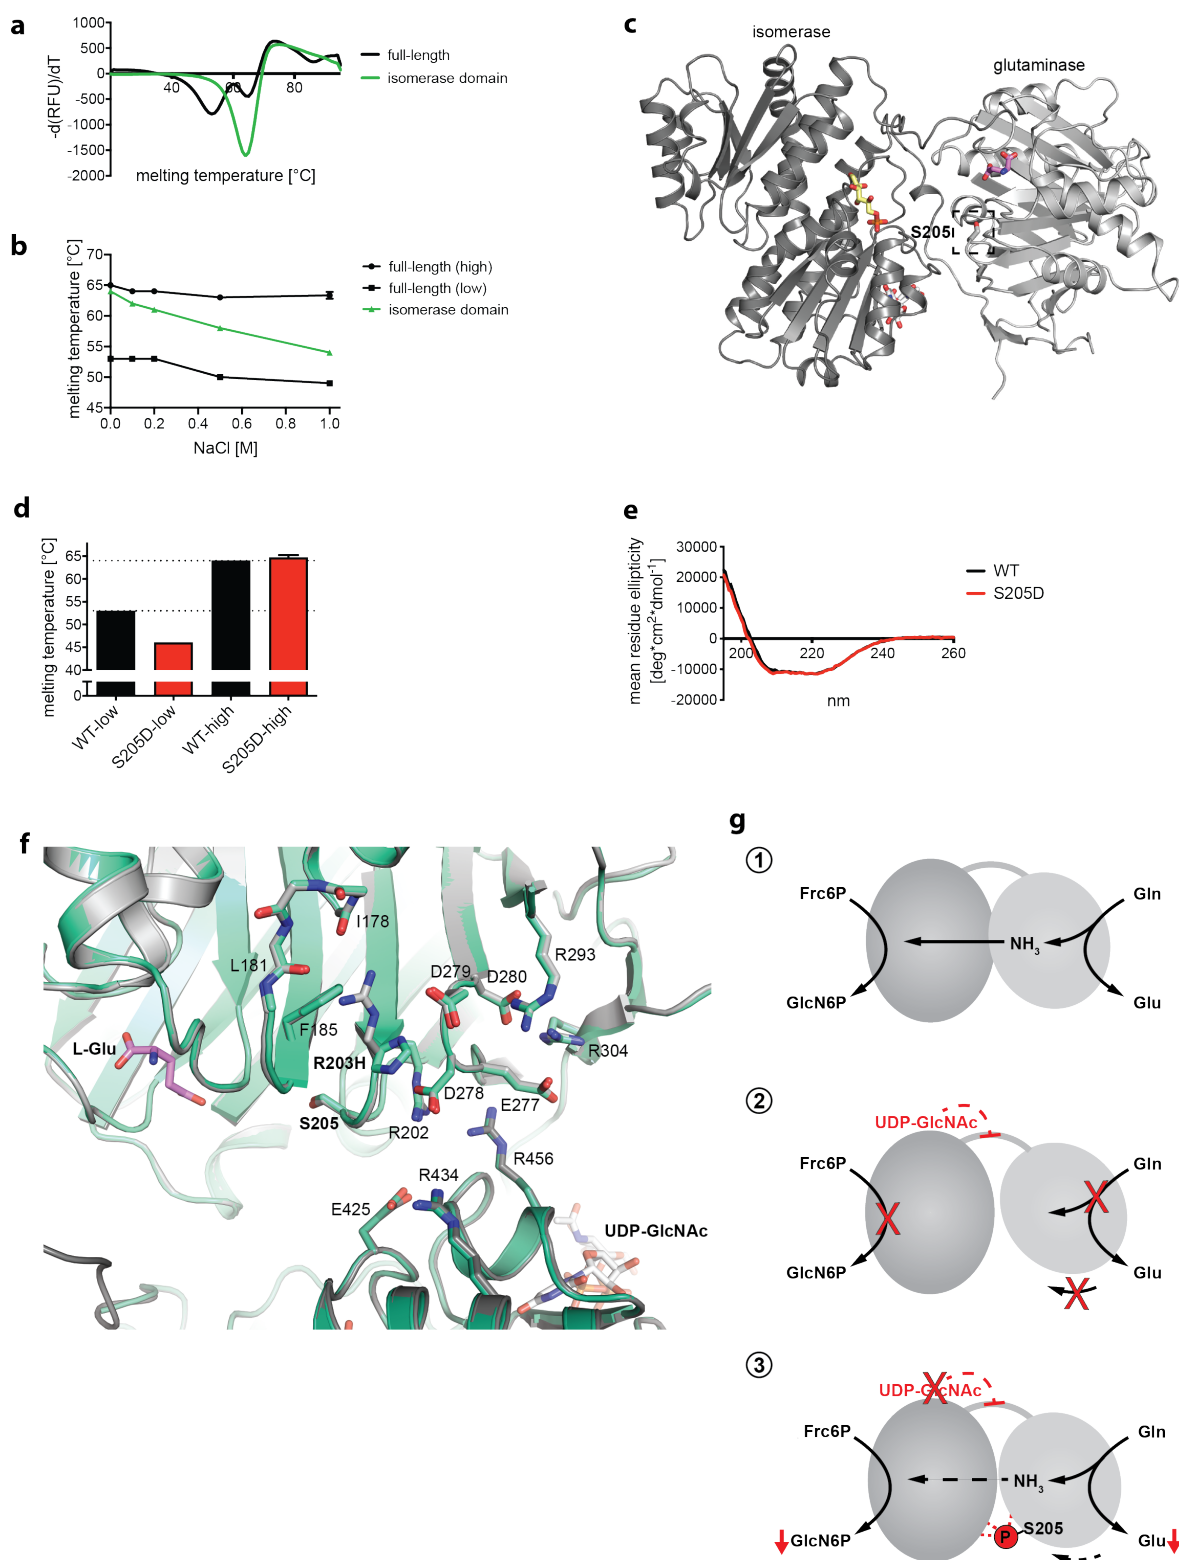 a
1000
500
0
-500
-1000
-1500
-2000
-d(RFU)/dT
40
60
80
melting temperature [°C]
full-length
isomerase domain
b
70
65
60
55
50
45
melting temperature [°C]
0.0
0.2
0.4
0.6
0.8
1.0
NaCl [M]
full-length (high)
full-length (low)
isomerase domain
c
isomerase
glutaminase
S205
d
melting temperature [°C]
65
60
55
50
45
40
0
WT-low
S205D-low
WT-high
S205D-high
e
mean residue ellipticity
[deg*cm2*dmol-1]
30000
20000
10000
0
-10000
-20000
200
220
240
260
nm
WT
S205D
f
I178
L181
D279
D280
R293
F185
L-Glu
R203H
R304
D278
E277
S205
R202
R456
R434
E425
UDP-GlcNAc
g
1
Frc6P
Gln
NH3
GlcN6P
Glu
2
UDP-GlcNAc
Frc6P
Gln
X
X
GlcN6P
Glu
X
3
X
UDP-GlcNAc
Frc6P
Gln
NH3
S205
P
GlcN6P
Glu